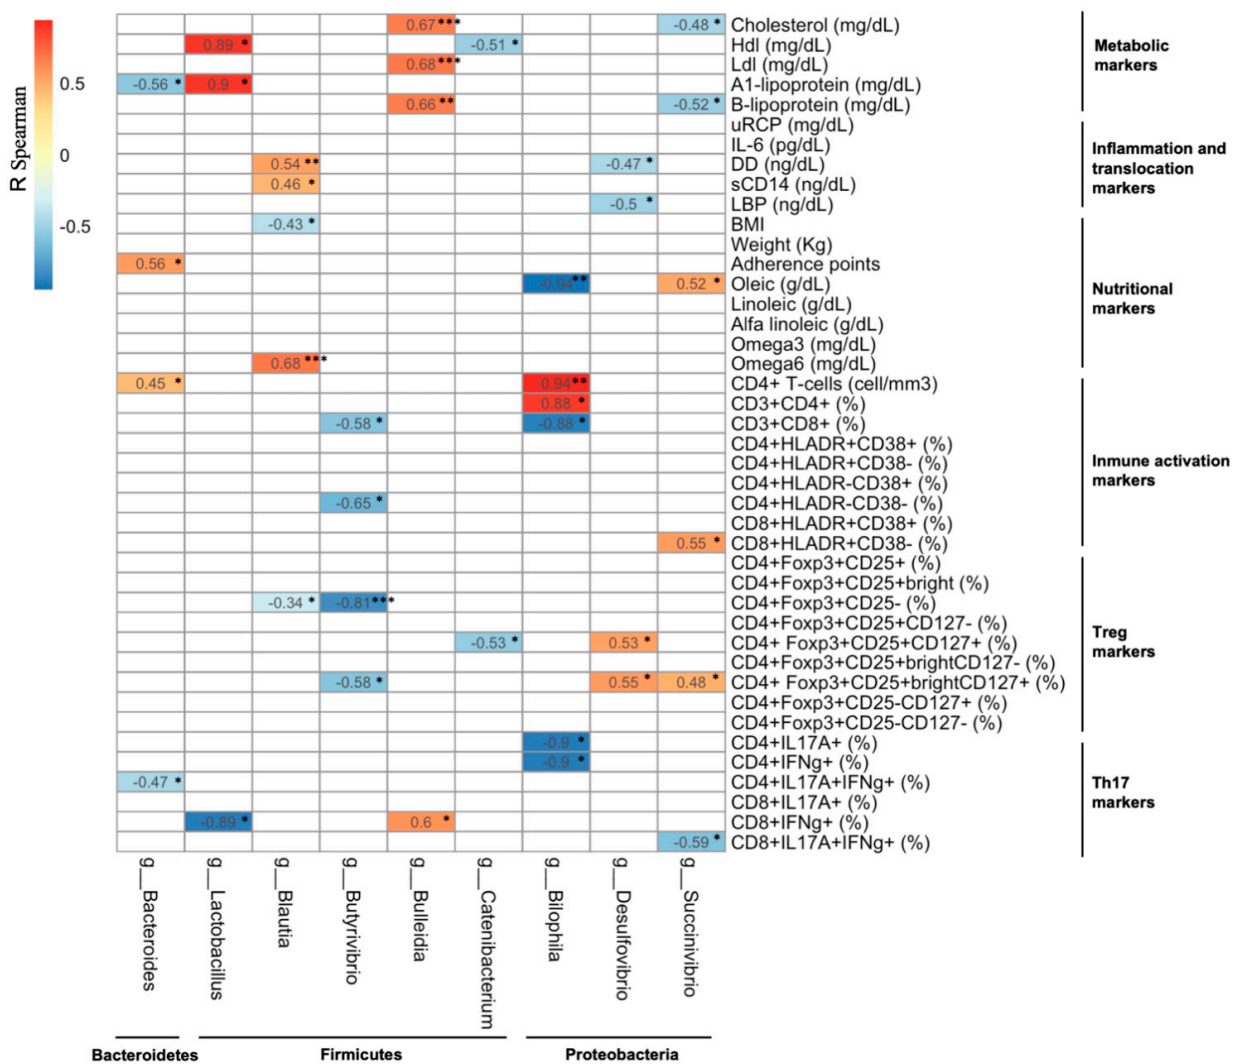 R Spearman
0.5
0
-0.5
0.67 *** -0.48 * Cholesterol (mg/dL)
0.89 * -0.51 * Hdl (mg/dL)
0.68 *** Ldl (mg/dL)
-0.56 * 0.9 * A1-lipoprotein (mg/dL)
0.66 ** -0.52 * B-lipoprotein (mg/dL)
Metabolic
markers
uRCP (mg/dL)
IL-6 (pg/dL)
0.54 ** -0.47 * DD (ng/dL)
0.46 * sCD14 (ng/dL)
-0.5 * LBP (ng/dL)
Inflammation and
translocation
markers
-0.43 * BMI
Weight (Kg)
0.56 * Adherence points
-0.94 ** 0.52 * Oleic (g/dL)
Linoleic (g/dL)
Alfa linoleic (g/dL)
Omega3 (mg/dL)
0.68 *** Omega6 (mg/dL)
Nutritional
markers
0.45 * 0.94 ** CD4+ T-cells (cell/mm3)
0.88 * CD3+CD4+ (%)
-0.58 * -0.88 * CD3+CD8+ (%)
CD4+HLADR+CD38+ (%)
CD4+HLADR+CD38- (%)
CD4+HLADR-CD38+ (%)
-0.65 * CD4+HLADR-CD38- (%)
CD8+HLADR+CD38+ (%)
0.55 * CD8+HLADR+CD38- (%)
Inmune activation
markers
CD4+Foxp3+CD25+ (%)
CD4+Foxp3+CD25+bright (%)
-0.34 * -0.81 *** CD4+Foxp3+CD25- (%)
CD4+Foxp3+CD25+CD127- (%)
-0.53 * 0.53 * CD4+ Foxp3+CD25+CD127+ (%)
CD4+Foxp3+CD25+brightCD127- (%)
-0.58 * 0.55 * 0.48 * CD4+ Foxp3+CD25+brightCD127+ (%)
CD4+Foxp3+CD25-CD127+ (%)
CD4+Foxp3+CD25-CD127- (%)
Treg
markers
-0.9 * CD4+IL17A+ (%)
-0.9 * CD4+IFNg+ (%)
-0.47 * CD4+IL17A+IFNg+ (%)
CD8+IL17A+ (%)
-0.89 * 0.6 * CD8+IFNg+ (%)
-0.59 * CD8+IL17A+IFNg+ (%)
Th17
markers
g__Bacteroides
g__Lactobacillus
g__Blautia
g__Butyrivibrio
g__Bulleidia
g__Catenibacterium
g__Bilophila
g__Desulfovibrio
g__Succinivibrio
Bacteroidetes
Firmicutes
Proteobacteria